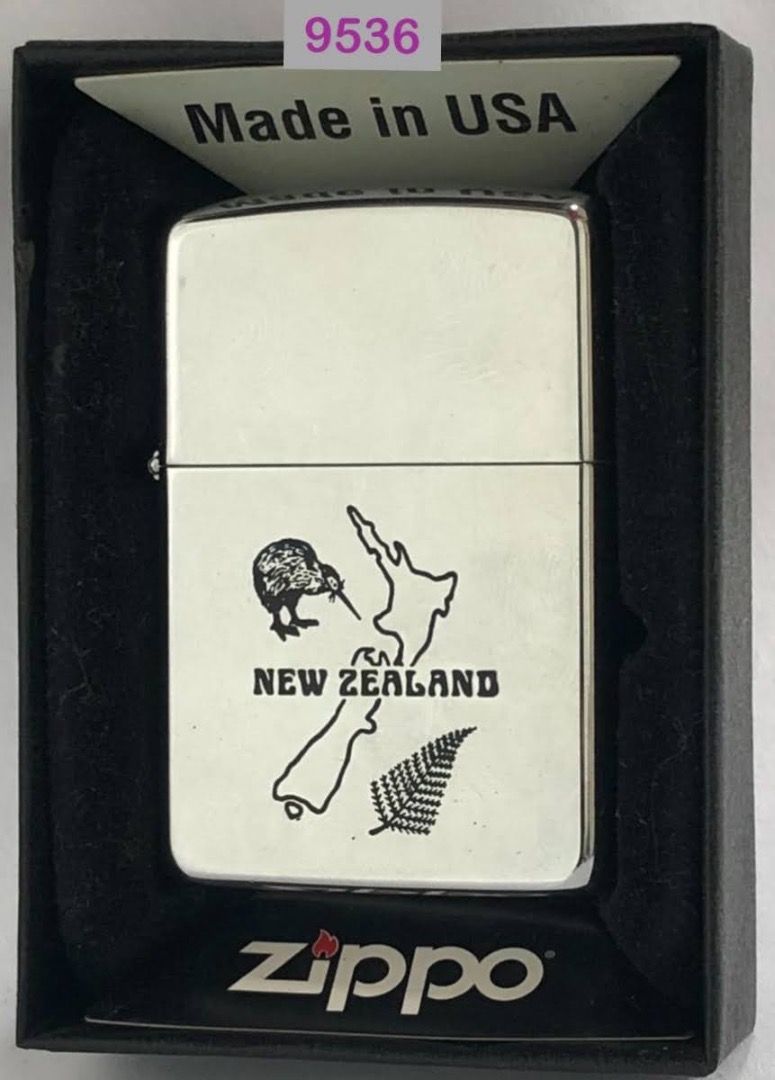 9536
Made in USA
NEW ZEALAND
zippo